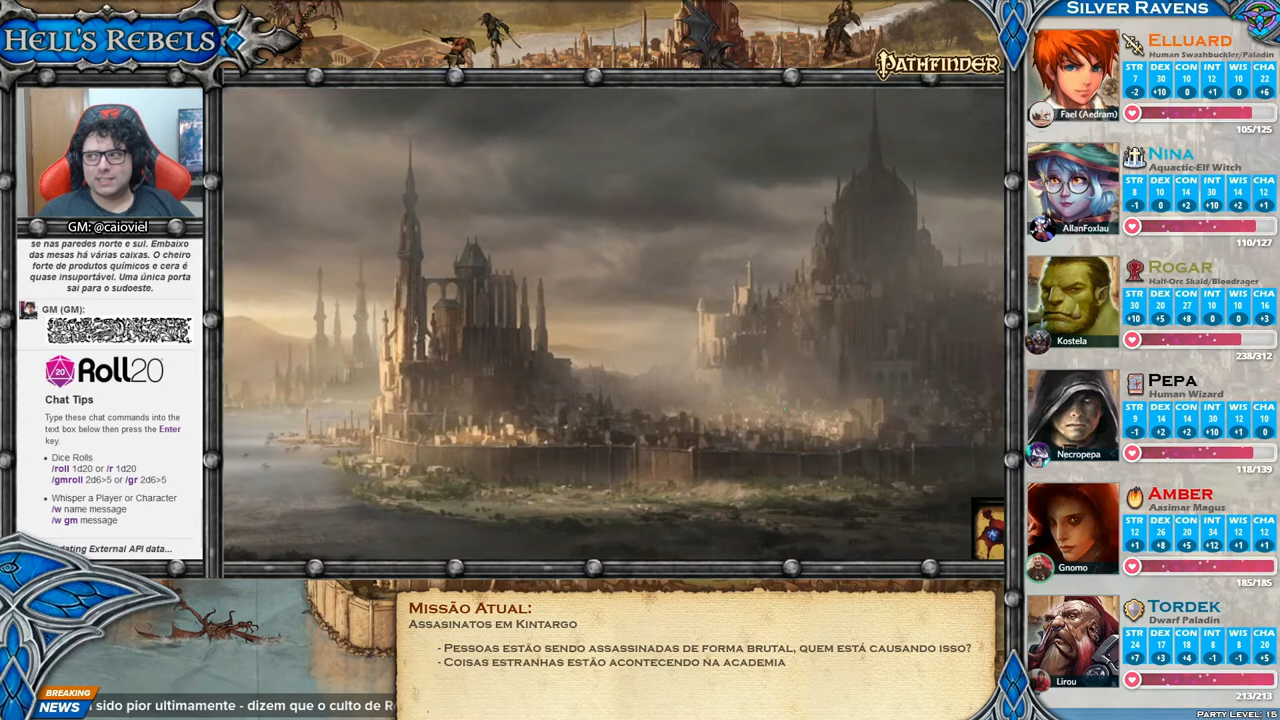 HELL'S REBELS
PATHFINDER
SILVER RAVENS
GM: @caioviel
se nas paredes norte e sul. Embaixo
das mesas há várias caixas. O cheiro
forte de produtos químicos e cera é
quase insuportável. Uma única porta
sai para o sudoeste.
GM (GM):
20
Roll20
Chat Tips
Type these chat commands into the
text box below then press the Enter
key.
• Dice Rolls
/roll 1d20 or /r 1d20
/gmroll 2d6>5 or /gr 2d6>5
• Whisper a Player or Character
/w name message
/w gm message
dating External API data...
MISSÃO ATUAL:
ASSASINATOS EM KINTARGO
- PESSOAS ESTÃO SENDO ASSASSINADAS DE FORMA BRUTAL, QUEM ESTÁ CAUSANDO ISSO?
- COISAS ESTRANHAS ESTÃO ACONTECENDO NA ACADEMIA
BREAKING
NEWS
sido pior ultimamente - dizem que o culto de R
ELLUARD
Human Swashbuckler/Paladin
STR DEX CON INT WIS CHA
7 30 10 12 10 22
-2 +10 0 +1 0 +6
Fael (Aedram)
105/125
NINA
Aquactic-Elf Witch
STR DEX CON INT WIS CHA
8 10 14 30 14 12
-1 0 +2 +10 +2 +1
AllanFoxlau
110/127
ROGAR
Half-Orc Skald/Bloodrager
STR DEX CON INT WIS CHA
30 20 27 10 10 16
+10 +5 +8 0 0 +3
Kostela
238/312
PEPA
Human Wizard
STR DEX CON INT WIS CHA
9 14 14 30 12 10
-1 +2 +2 +10 +1 0
Necropepa
118/139
AMBER
Aasimar Magus
STR DEX CON INT WIS CHA
12 26 20 34 12 12
+1 +8 +5 +12 +1 +1
Gnomo
185/185
TORDEK
Dwarf Paladin
STR DEX CON INT WIS CHA
24 17 18 8 8 20
+7 +3 +4 -1 -1 +5
Lirou
213/213
PARTY LEVEL: 15